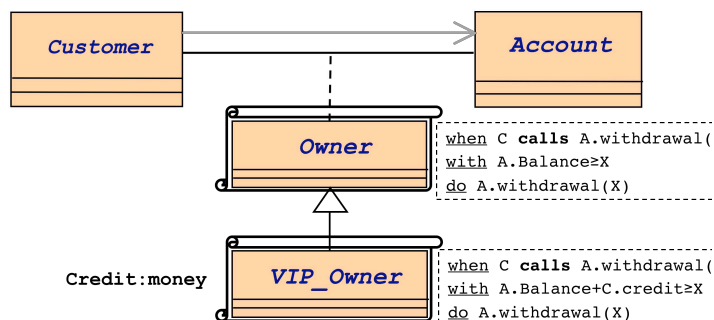 Customer
Account
Owner
when C calls A.withdrawal(
with A.Balance≥X
do A.withdrawal(X)
Credit:money
VIP_Owner
when C calls A.withdrawal(
with A.Balance+C.credit≥X
do A.withdrawal(X)